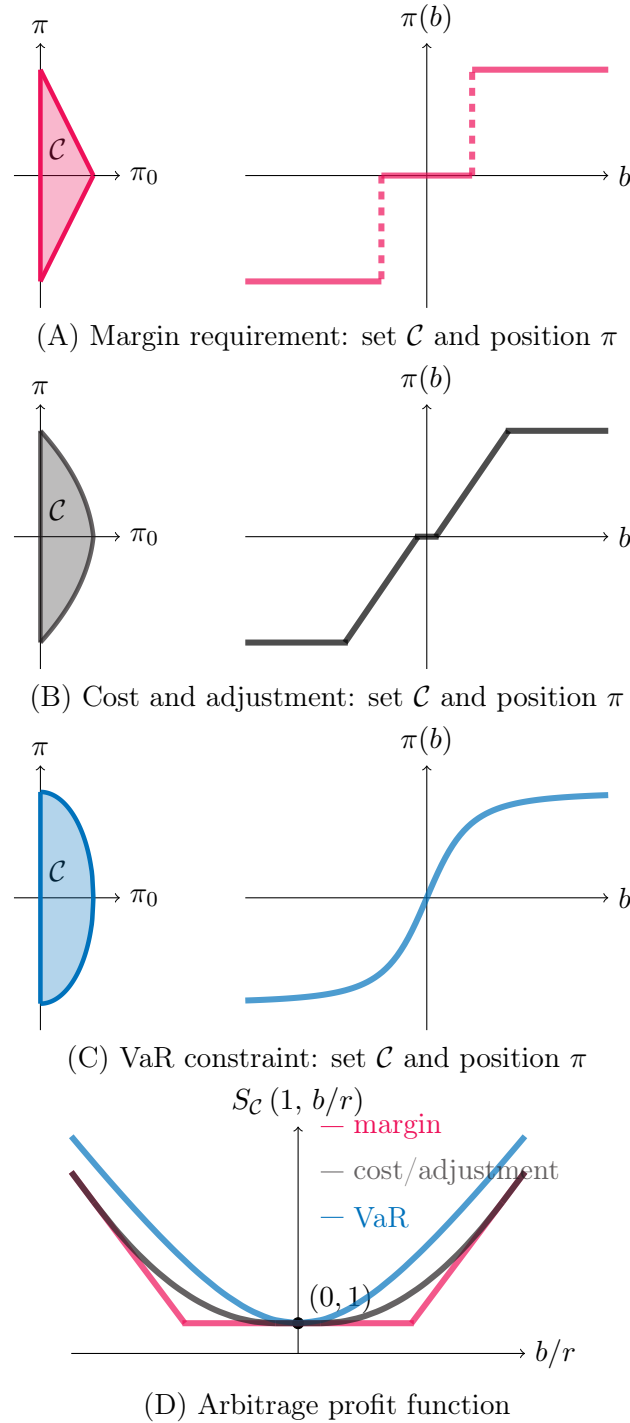 π π(b)
𝒞
π₀ b
(A) Margin requirement: set 𝒞 and position π
π π(b)
𝒞
π₀ b
(B) Cost and adjustment: set 𝒞 and position π
π π(b)
𝒞
π₀ b
(C) VaR constraint: set 𝒞 and position π
S_𝒞 (1, b/r)
margin
cost/adjustment
VaR
(0, 1)
b/r
(D) Arbitrage profit function